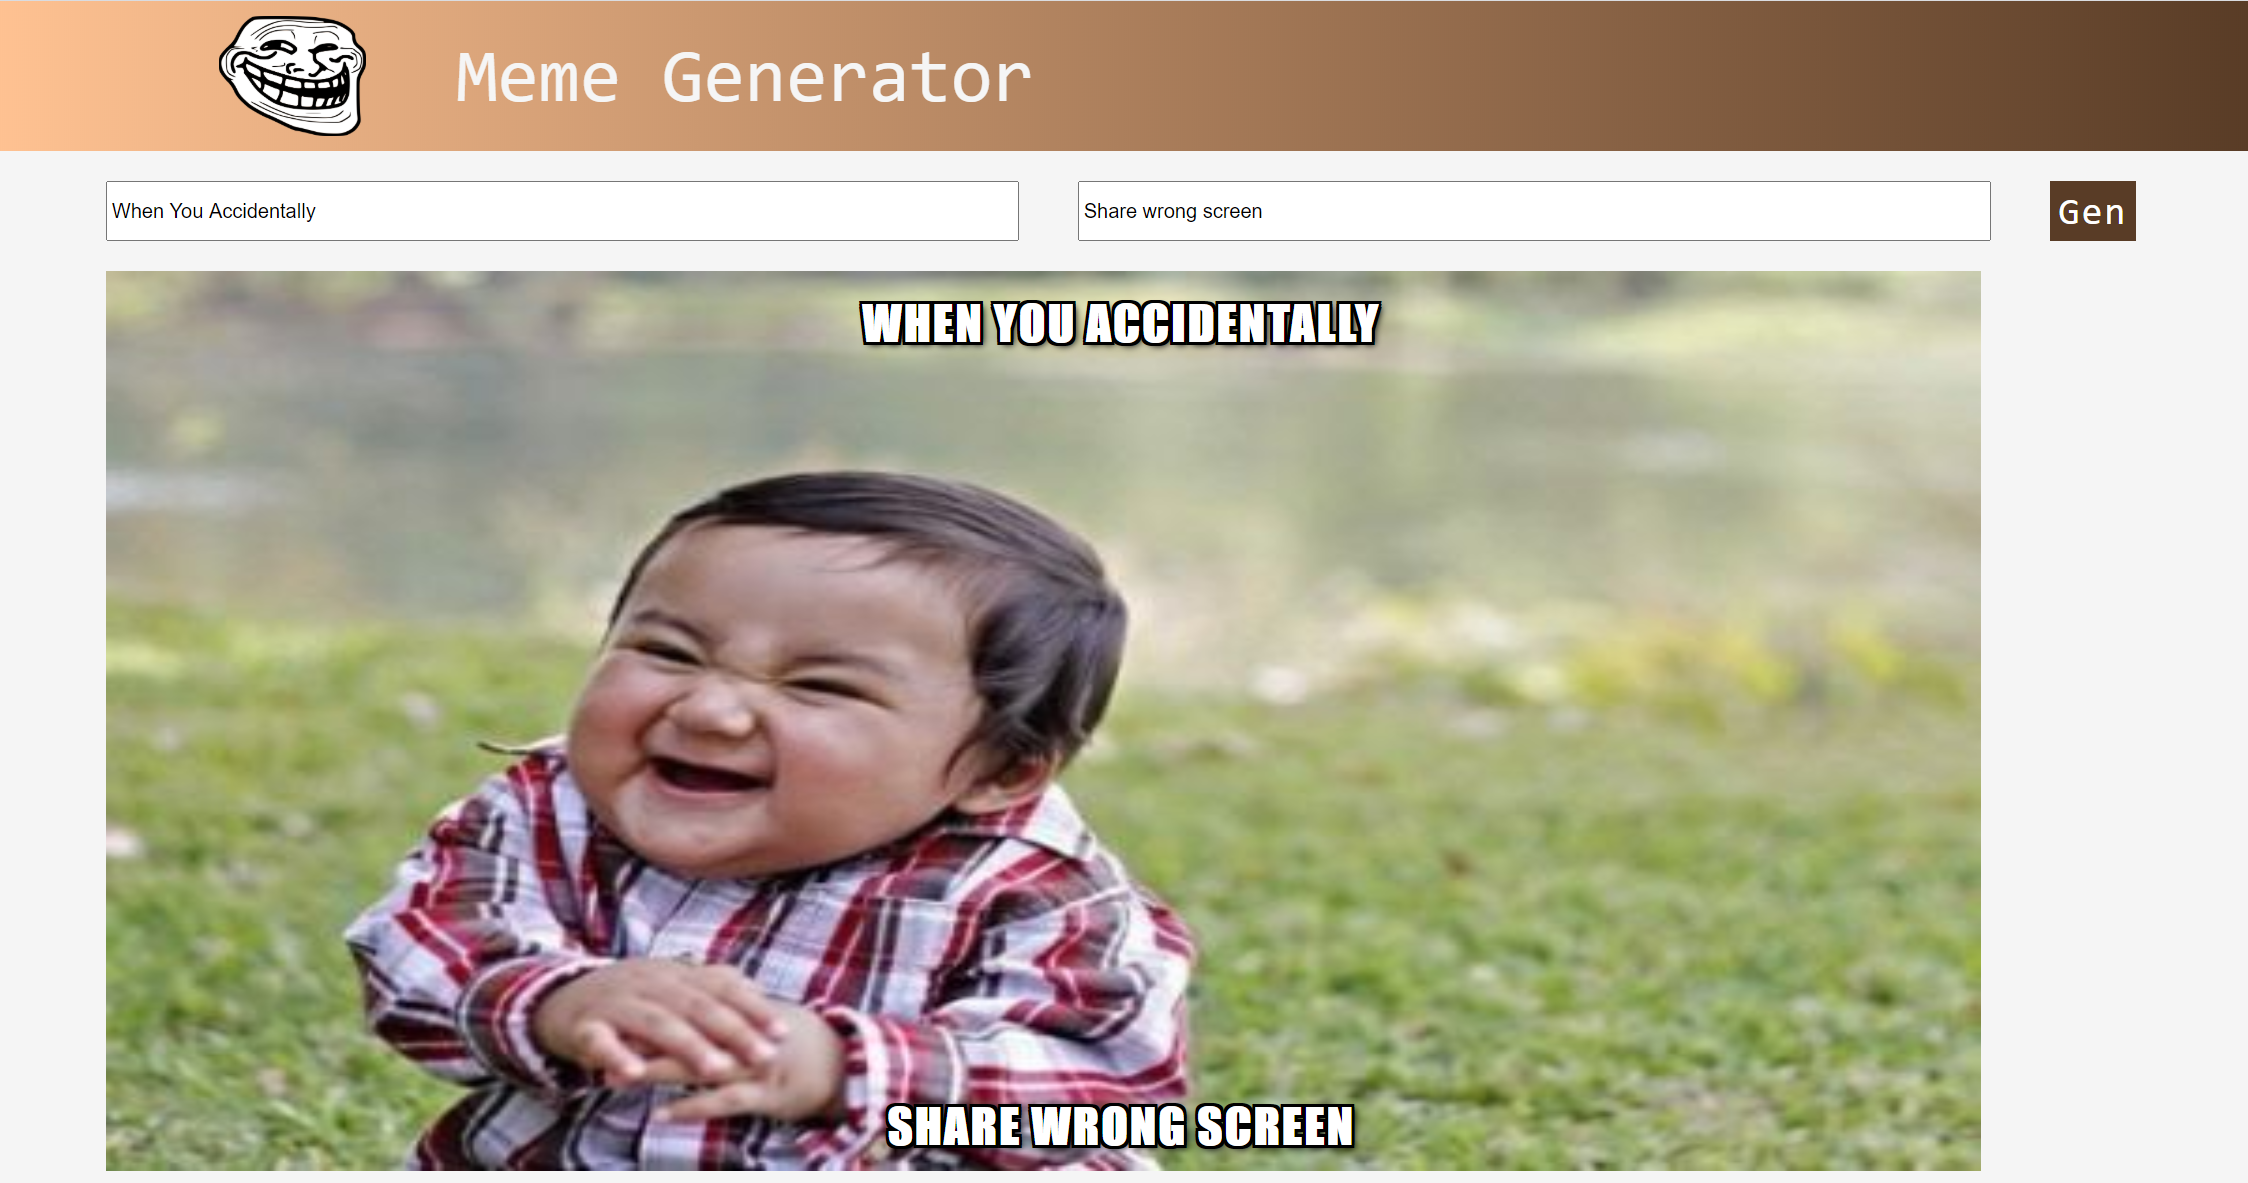 Meme Generator
When You Accidentally
Share wrong screen
Gen
WHEN YOU ACCIDENTALLY
SHARE WRONG SCREEN